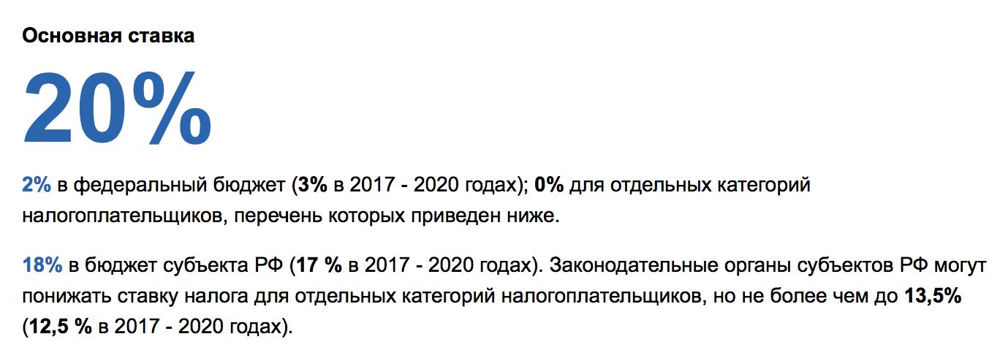 Основная ставка
20%
2% в федеральный бюджет (3% в 2017 - 2020 годах); 0% для отдельных категорий
налогоплательщиков, перечень которых приведен ниже.
18% в бюджет субъекта РФ (17 % в 2017 - 2020 годах). Законодательные органы субъектов РФ могут
понижать ставку налога для отдельных категорий налогоплательщиков, но не более чем до 13,5%
(12,5 % в 2017 - 2020 годах).